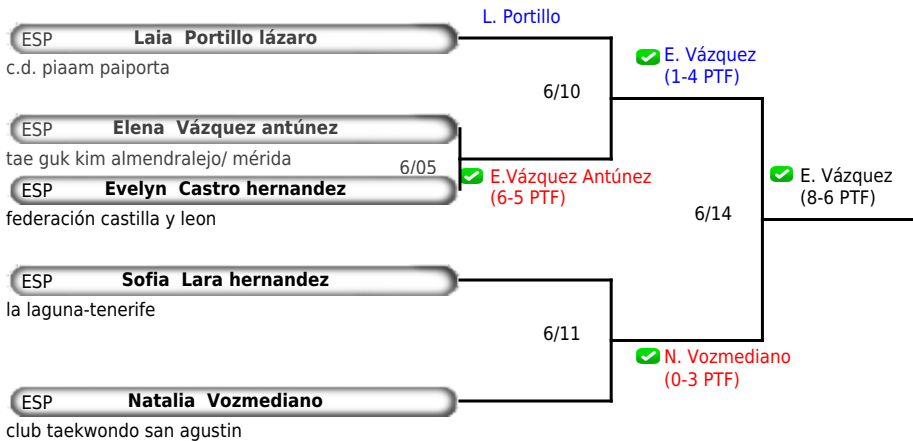 L. Portillo
ESP Laia Portillo lázaro
c.d. piaam paiporta
E. Vázquez
(1-4 PTF)
6/10
ESP Elena Vázquez antúnez
tae guk kim almendralejo/ mérida
6/05
E.Vázquez Antúnez
(6-5 PTF)
ESP Evelyn Castro hernandez
federación castilla y leon
E. Vázquez
(8-6 PTF)
6/14
ESP Sofia Lara hernandez
la laguna-tenerife
6/11
N. Vozmediano
(0-3 PTF)
ESP Natalia Vozmediano
club taekwondo san agustin